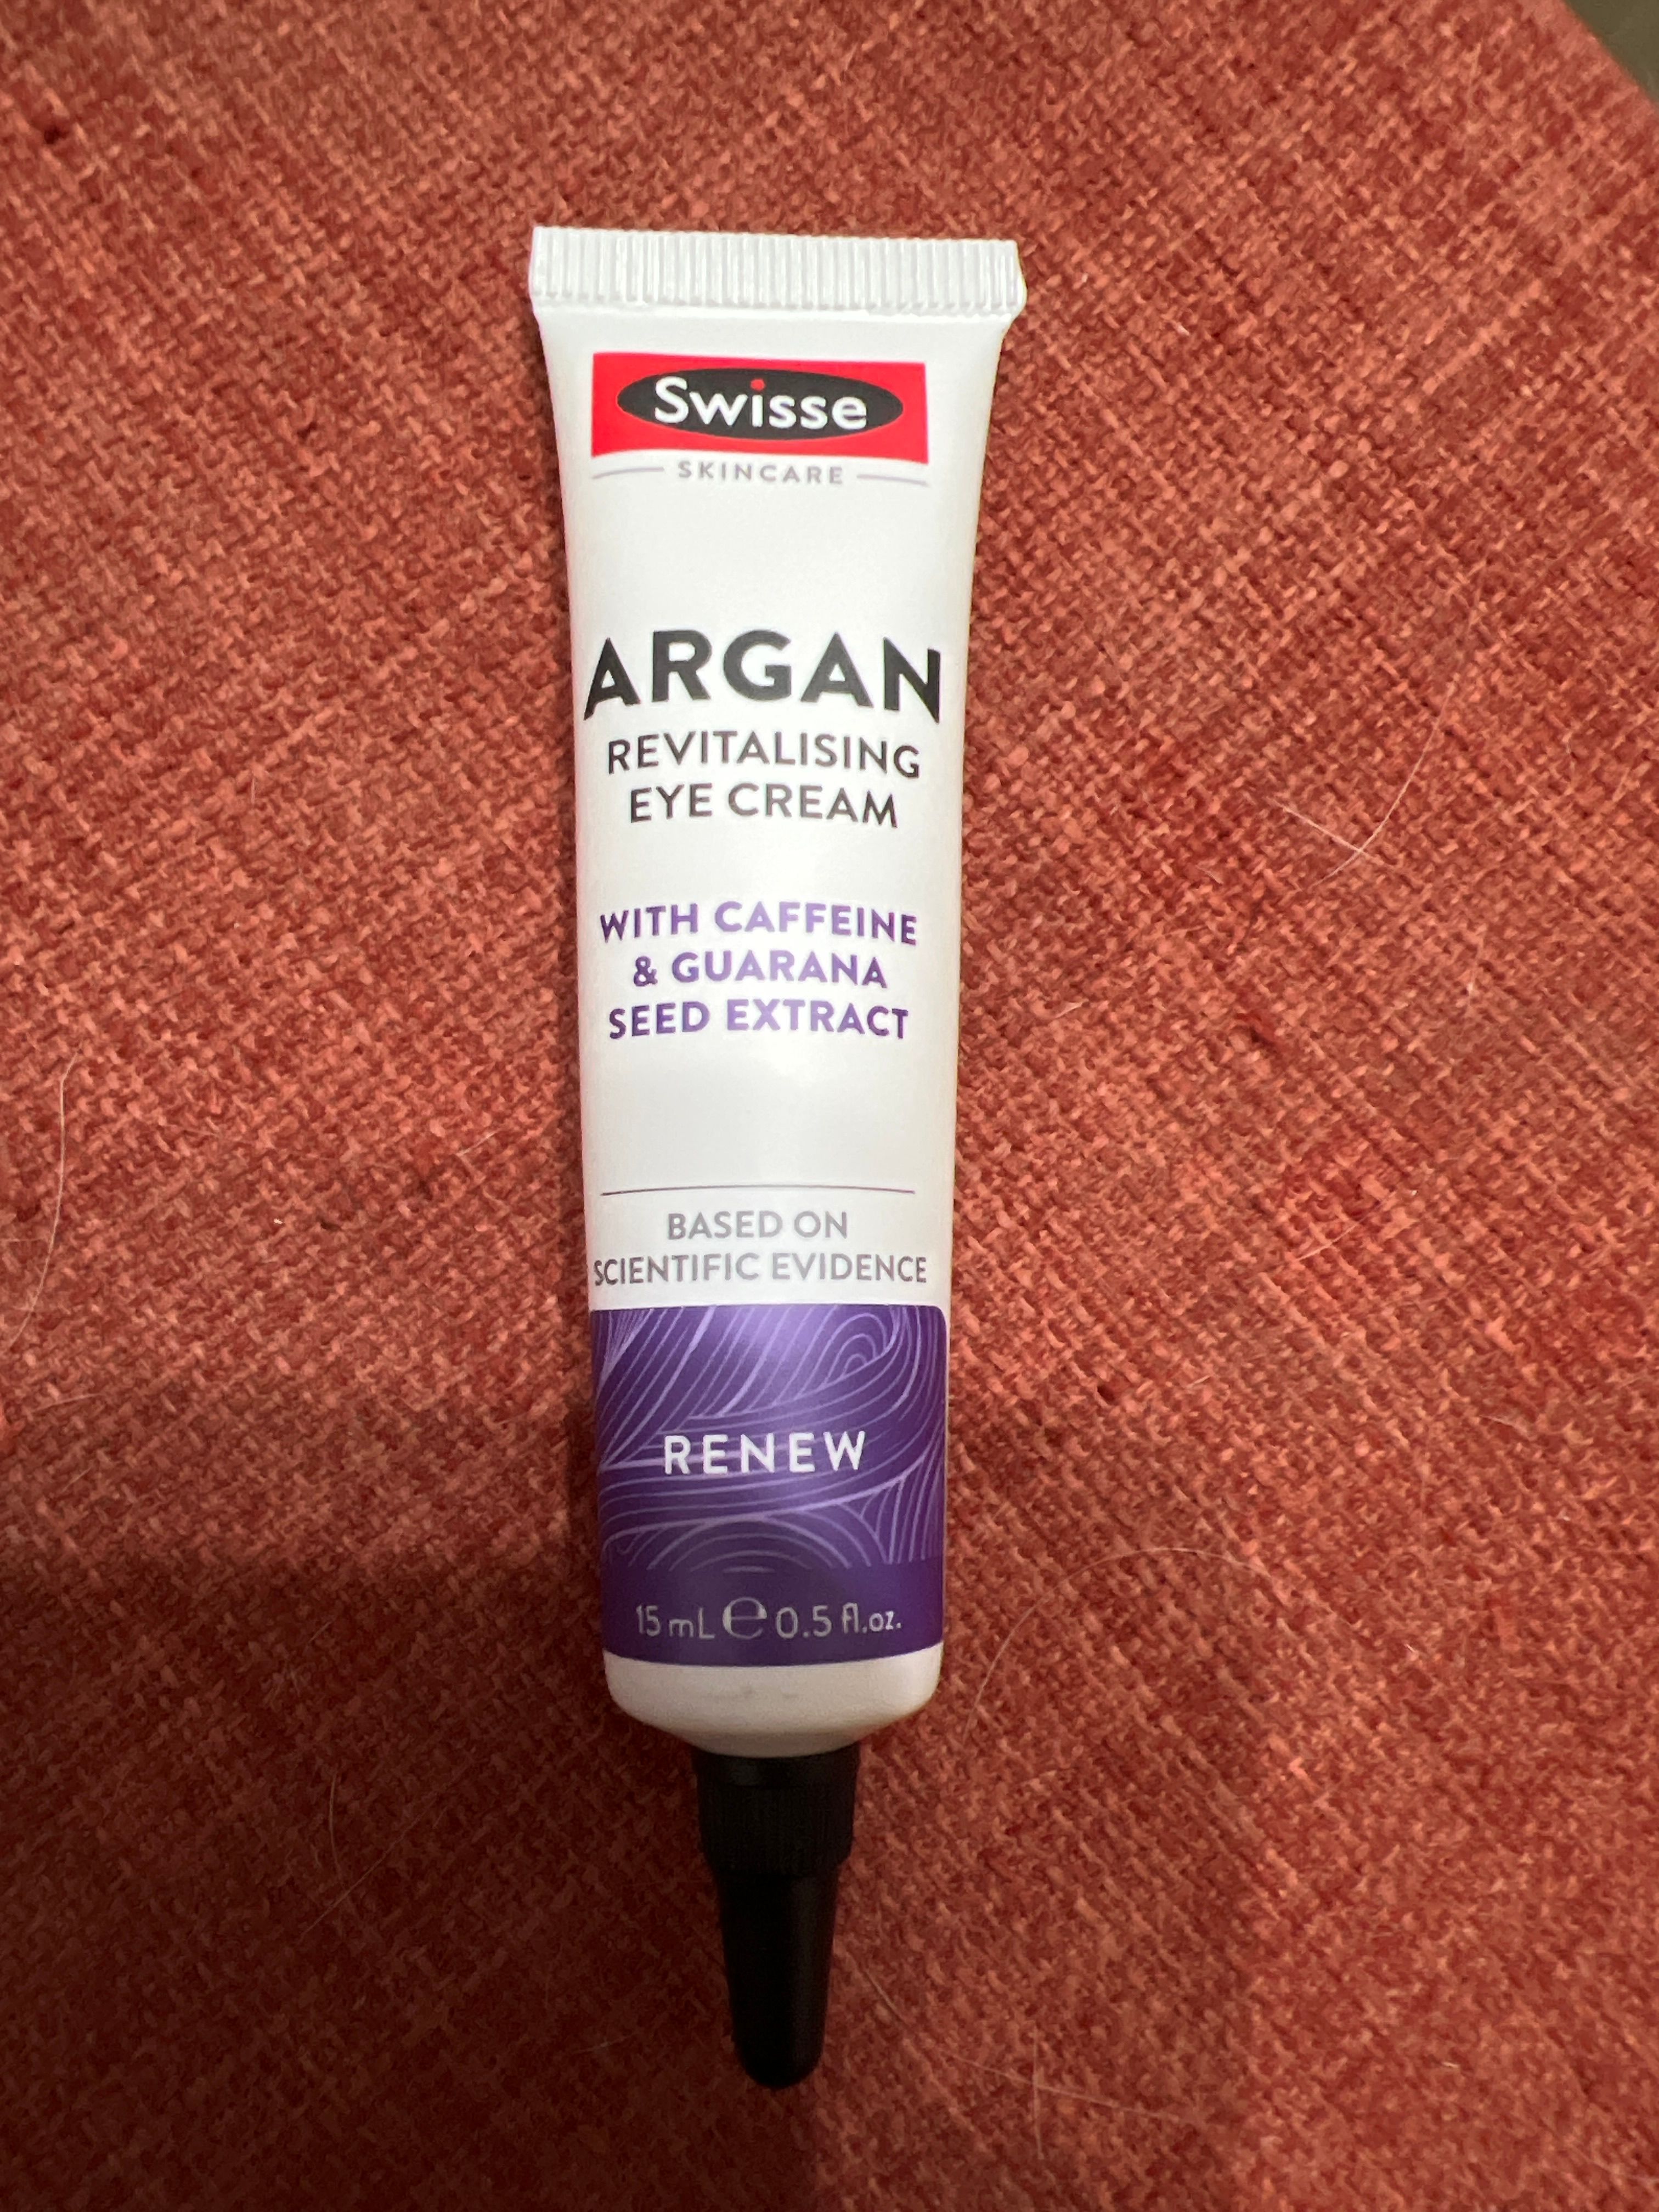 Swisse
SKINCARE
ARGAN
REVITALISING
EYE CREAM
WITH CAFFEINE
& GUARANA
SEED EXTRACT
BASED ON
SCIENTIFIC EVIDENCE
RENEW
15 mL ℮ 0.5 fl.oz.